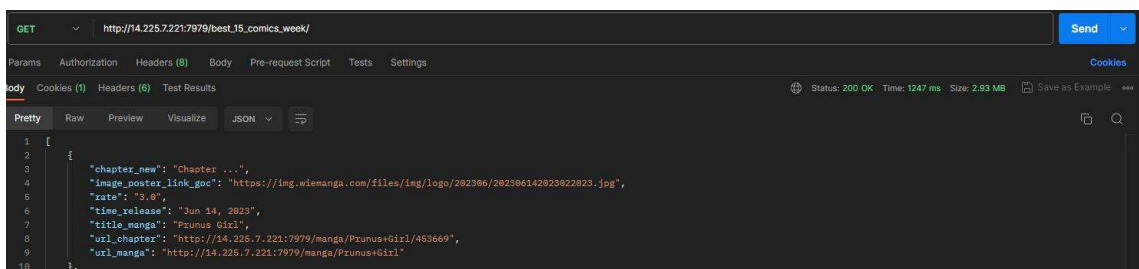 GET http://14.225.7.221:7979/best_15_comics_week/ Send
Params Authorization Headers (8) Body Pre-request Script Tests Settings Cookies
Body Cookies (1) Headers (6) Test Results Status: 200 OK Time: 1247 ms Size: 2.93 MB Save as Example
Pretty Raw Preview Visualize JSON
1 [
2 {
3 "chapter_new": "Chapter ...",
4 "image_poster_link_goc": "https://img.wiemanga.com/files/img/logo/202306/202306142023022023.jpg",
5 "rate": "3.0",
6 "time_release": "Jun 14, 2023",
7 "title_manga": "Prunus Girl",
8 "url_chapter": "http://14.225.7.221:7979/manga/Prunus+Girl/453669",
9 "url_manga": "http://14.225.7.221:7979/manga/Prunus+Girl"
10 },